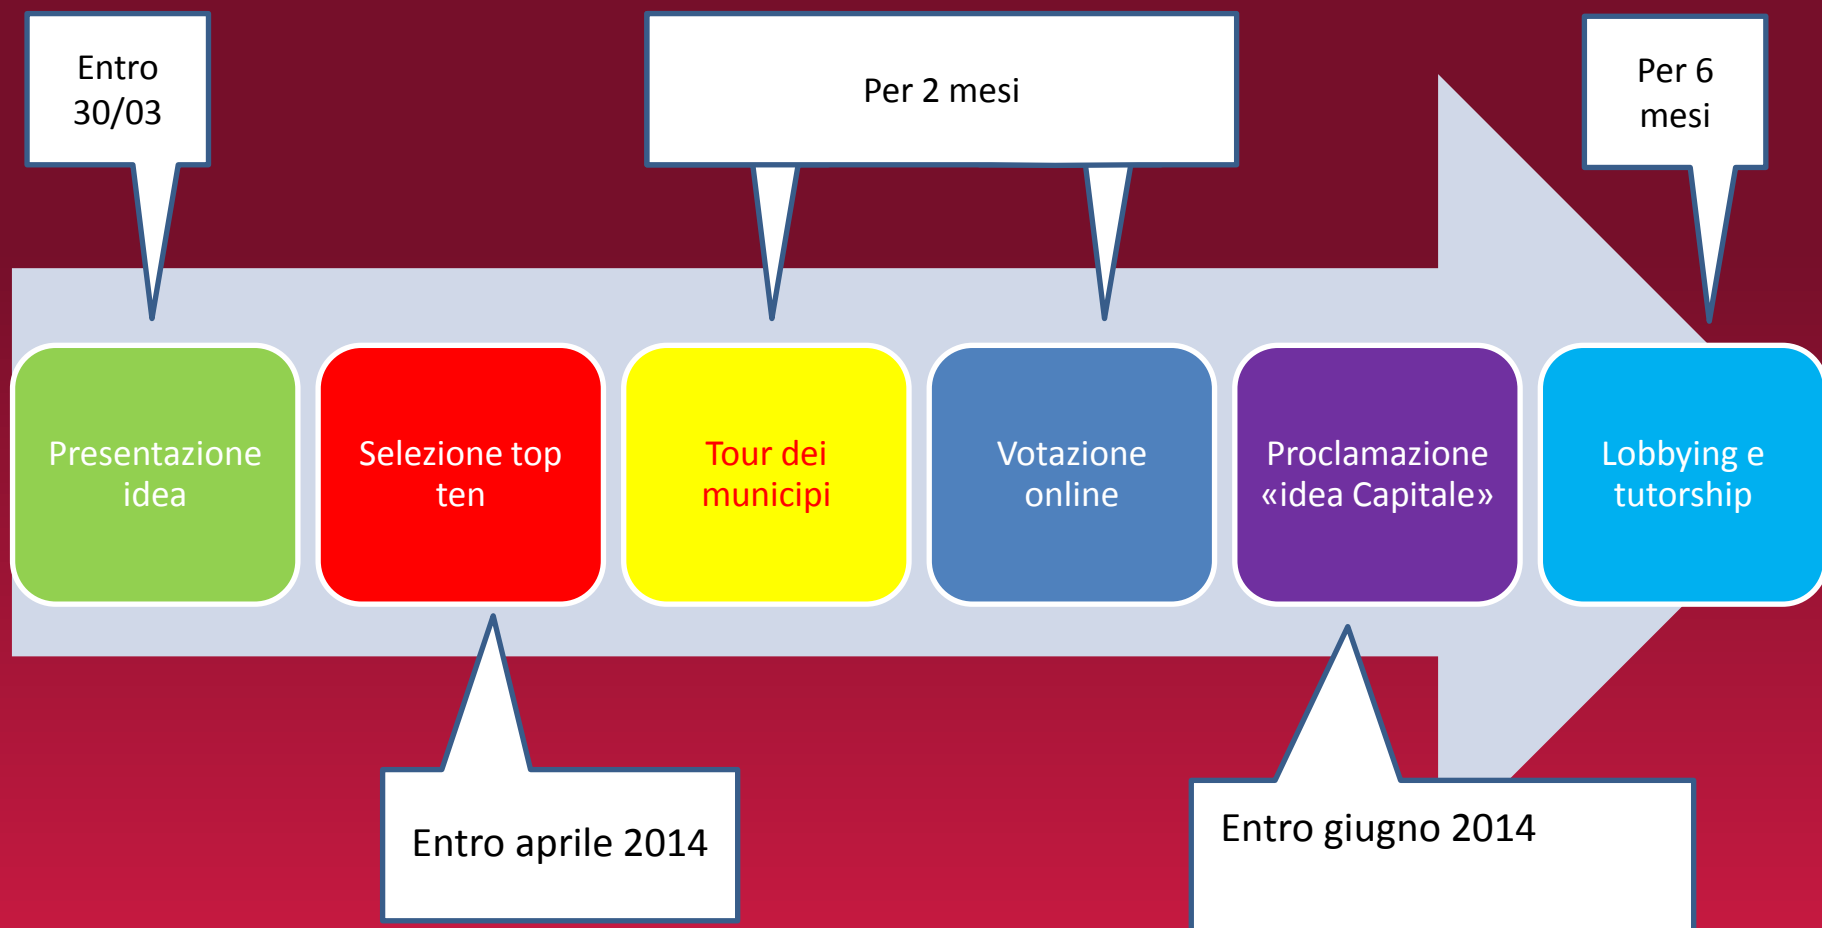 Entro
30/03
Per 2 mesi
Per 6
mesi
Presentazione
idea
Selezione top
ten
Tour dei
municipi
Votazione
online
Proclamazione
«idea Capitale»
Lobbying e
tutorship
Entro aprile 2014
Entro giugno 2014